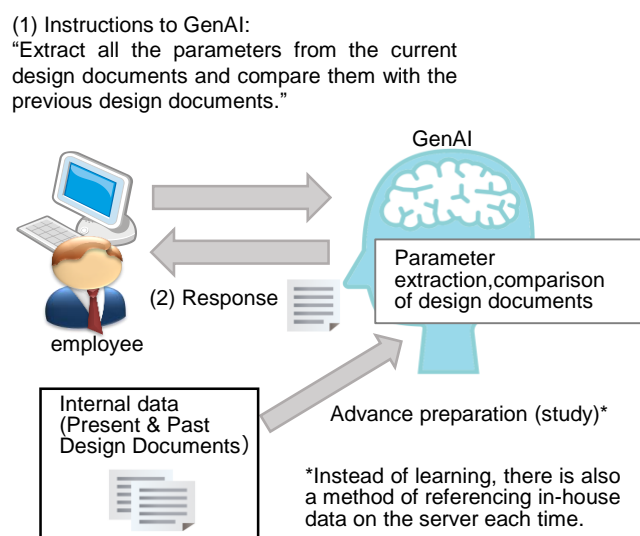 (1) Instructions to GenAI:
“Extract all the parameters from the current
design documents and compare them with the
previous design documents.”
GenAI
Parameter
extraction,comparison
of design documents
(2) Response
employee
Internal data
(Present & Past
Design Documents）
Advance preparation (study)*
*Instead of learning, there is also
a method of referencing in-house
data on the server each time.